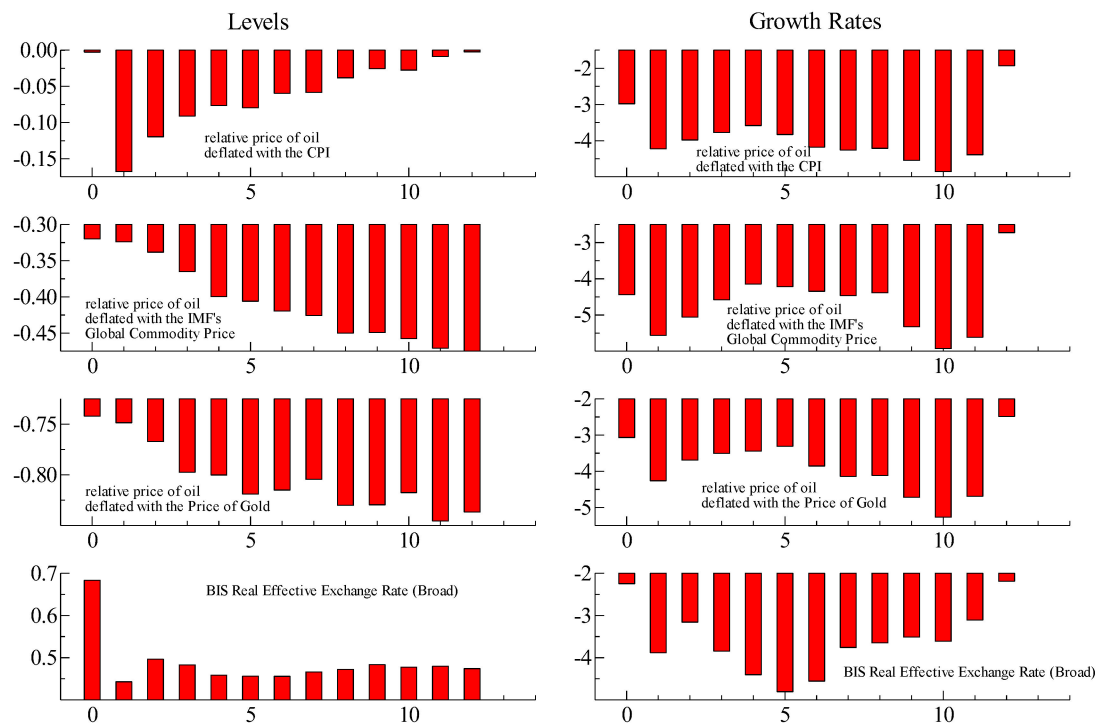 Levels
Growth Rates
0.00
-0.05
-0.10
-0.15
relative price of oil
deflated with the CPI
0 5 10
-2
-3
-4
relative price of oil
deflated with the CPI
0 5 10
-0.30
-0.35
-0.40
-0.45
relative price of oil
deflated with the IMF's
Global Commodity Price
0 5 10
-3
-4
-5
relative price of oil
deflated with the IMF's
Global Commodity Price
0 5 10
-0.75
-0.80
relative price of oil
deflated with the Price of Gold
0 5 10
-2
-3
-4
-5
relative price of oil
deflated with the Price of Gold
0 5 10
0.7
0.6
0.5
BIS Real Effective Exchange Rate (Broad)
0 5 10
-2
-4
BIS Real Effective Exchange Rate (Broad)
0 5 10